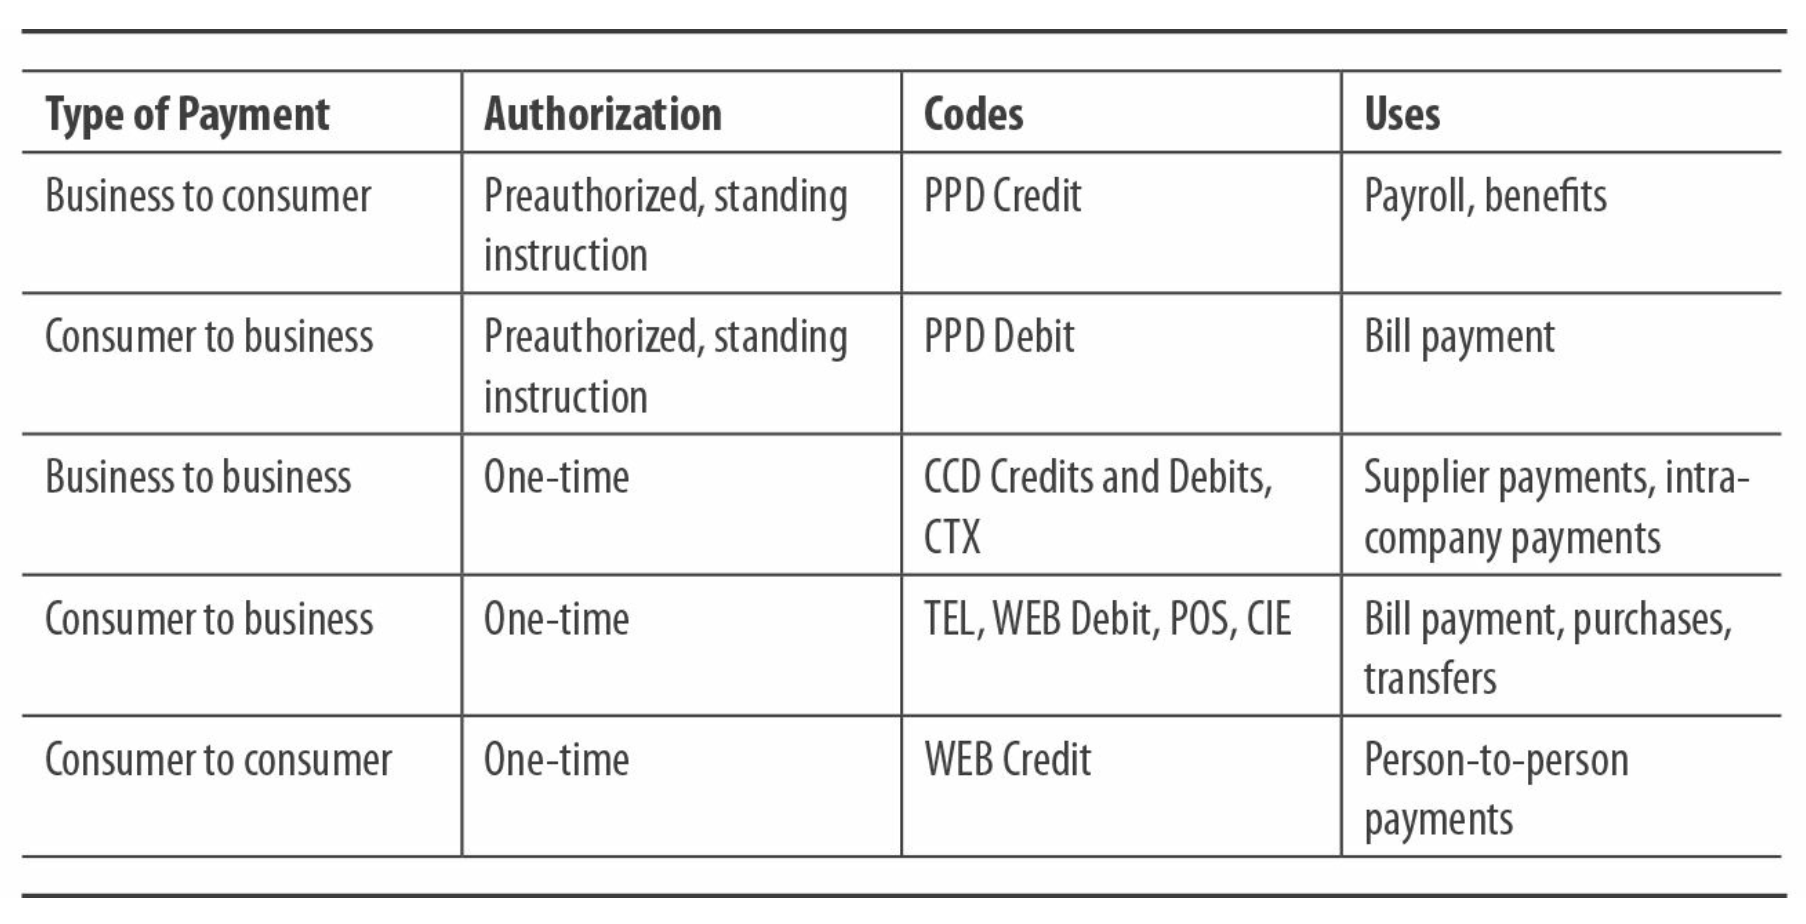 Type of Payment Authorization Codes Uses
Business to consumer Preauthorized, standing PPD Credit Payroll, benefits
instruction
Consumer to business Preauthorized, standing PPD Debit Bill payment
instruction
Business to business One-time CCD Credits and Debits, Supplier payments, intra-
CTX company payments
Consumer to business One-time TEL, WEB Debit, POS, CIE Bill payment, purchases,
transfers
Consumer to consumer One-time WEB Credit Person-to-person
payments